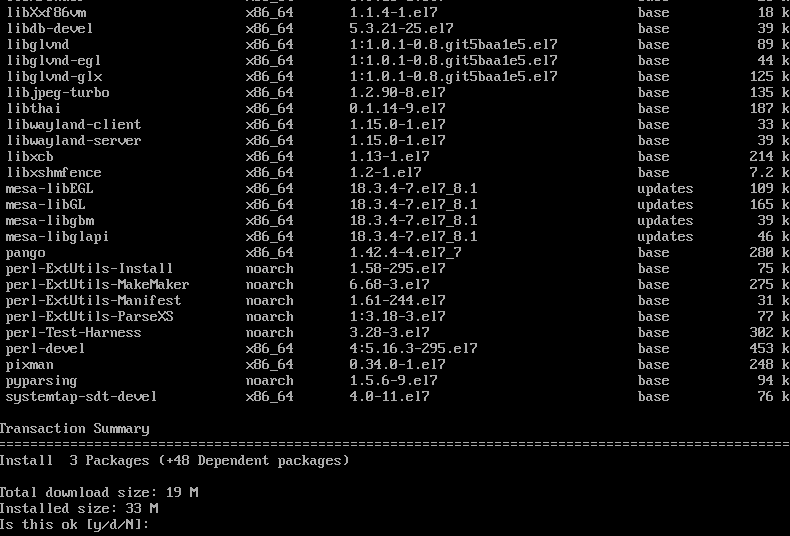 libXxf86vm x86_64 1.1.4-1.el7 base 18 k
libdb-devel x86_64 5.3.21-25.el7 base 39 k
libglvnd x86_64 1:1.0.1-0.8.git5baa1e5.el7 base 89 k
libglvnd-egl x86_64 1:1.0.1-0.8.git5baa1e5.el7 base 44 k
libglvnd-glx x86_64 1:1.0.1-0.8.git5baa1e5.el7 base 125 k
libjpeg-turbo x86_64 1.2.90-8.el7 base 135 k
libthai x86_64 0.1.14-9.el7 base 187 k
libwayland-client x86_64 1.15.0-1.el7 base 33 k
libwayland-server x86_64 1.15.0-1.el7 base 39 k
libxcb x86_64 1.13-1.el7 base 214 k
libxshmfence x86_64 1.2-1.el7 base 7.2 k
mesa-libEGL x86_64 18.3.4-7.el7_8.1 updates 109 k
mesa-libGL x86_64 18.3.4-7.el7_8.1 updates 165 k
mesa-libgbm x86_64 18.3.4-7.el7_8.1 updates 39 k
mesa-libglapi x86_64 18.3.4-7.el7_8.1 updates 46 k
pango x86_64 1.42.4-4.el7_7 base 280 k
perl-ExtUtils-Install noarch 1.58-295.el7 base 75 k
perl-ExtUtils-MakeMaker noarch 6.68-3.el7 base 275 k
perl-ExtUtils-Manifest noarch 1.61-244.el7 base 31 k
perl-ExtUtils-ParseXS noarch 1:3.18-3.el7 base 77 k
perl-Test-Harness noarch 3.28-3.el7 base 302 k
perl-devel x86_64 4:5.16.3-295.el7 base 453 k
pixman x86_64 0.34.0-1.el7 base 248 k
pyparsing noarch 1.5.6-9.el7 base 94 k
systemtap-sdt-devel x86_64 4.0-11.el7 base 76 k
Transaction Summary
================================================================================
Install 3 Packages (+48 Dependent packages)
Total download size: 19 M
Installed size: 33 M
Is this ok [y/d/N]: